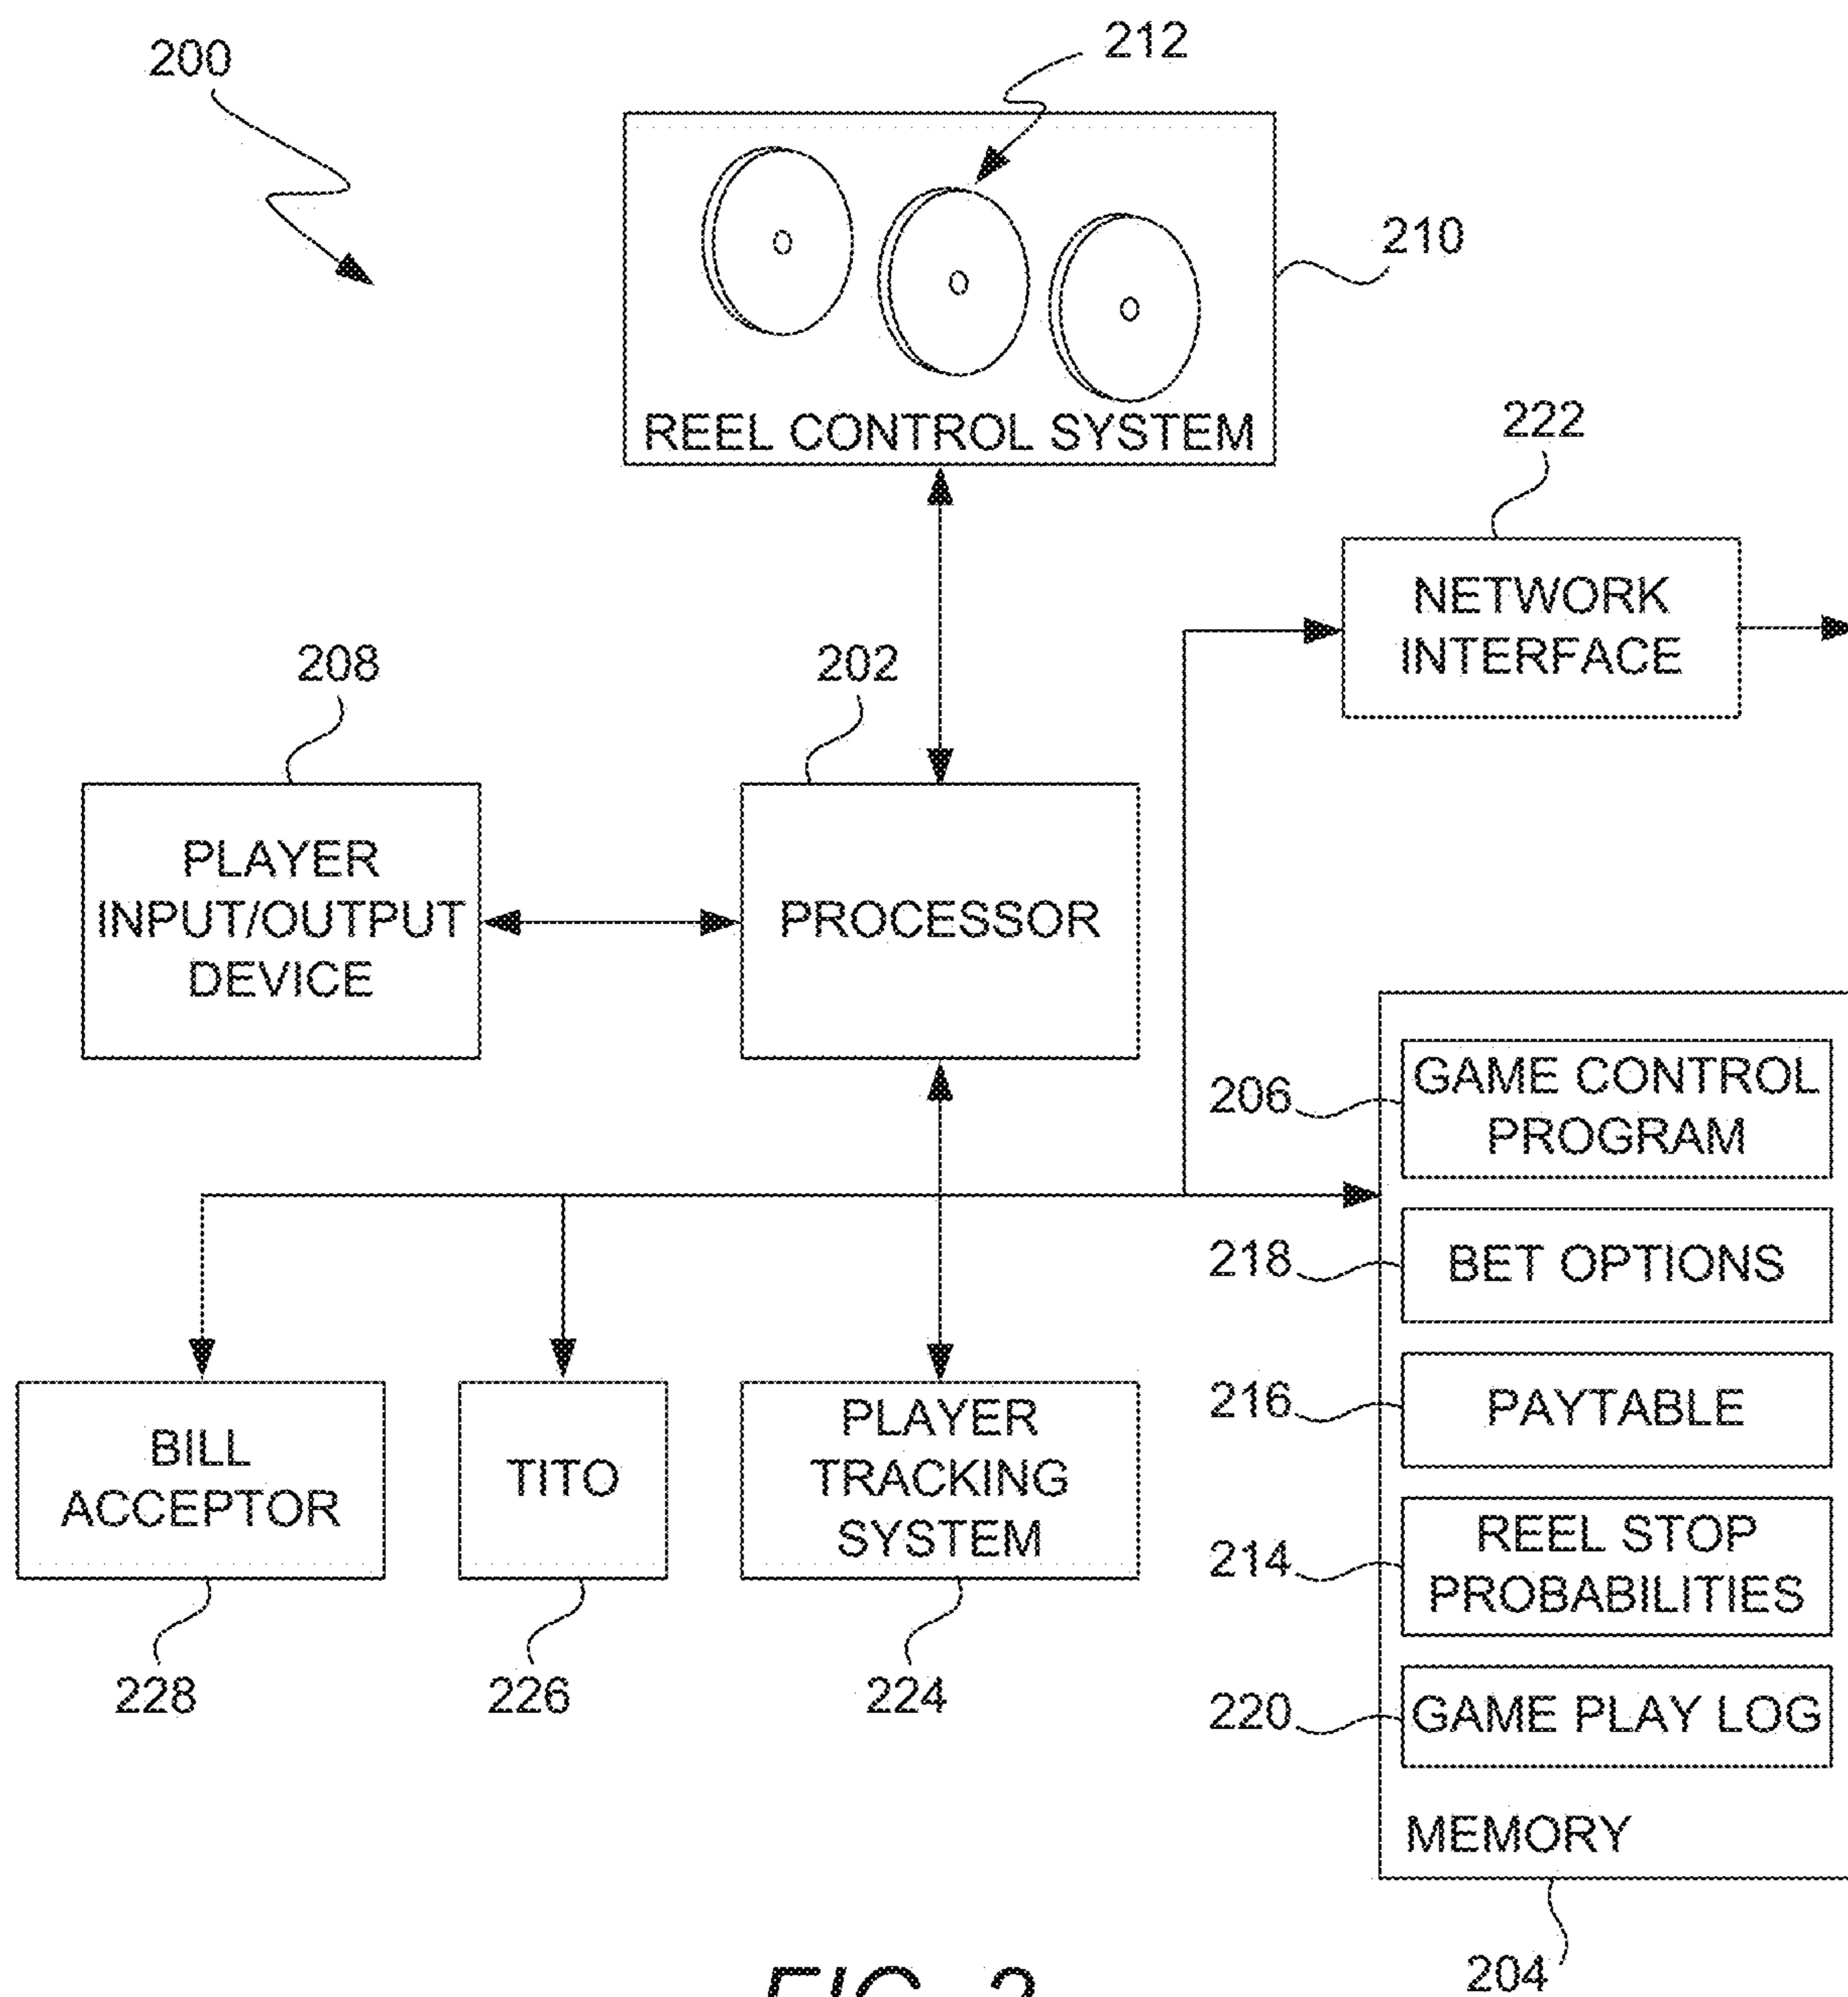 200
212
210
REEL CONTROL SYSTEM
222
NETWORK
INTERFACE
208
202
PLAYER
INPUT/OUTPUT
DEVICE
PROCESSOR
206
GAME CONTROL
PROGRAM
218
BET OPTIONS
216
PAYTABLE
214
REEL STOP
PROBABILITIES
220
GAME PLAY LOG
MEMORY
204
BILL
ACCEPTOR
TITO
PLAYER
TRACKING
SYSTEM
228
226
224